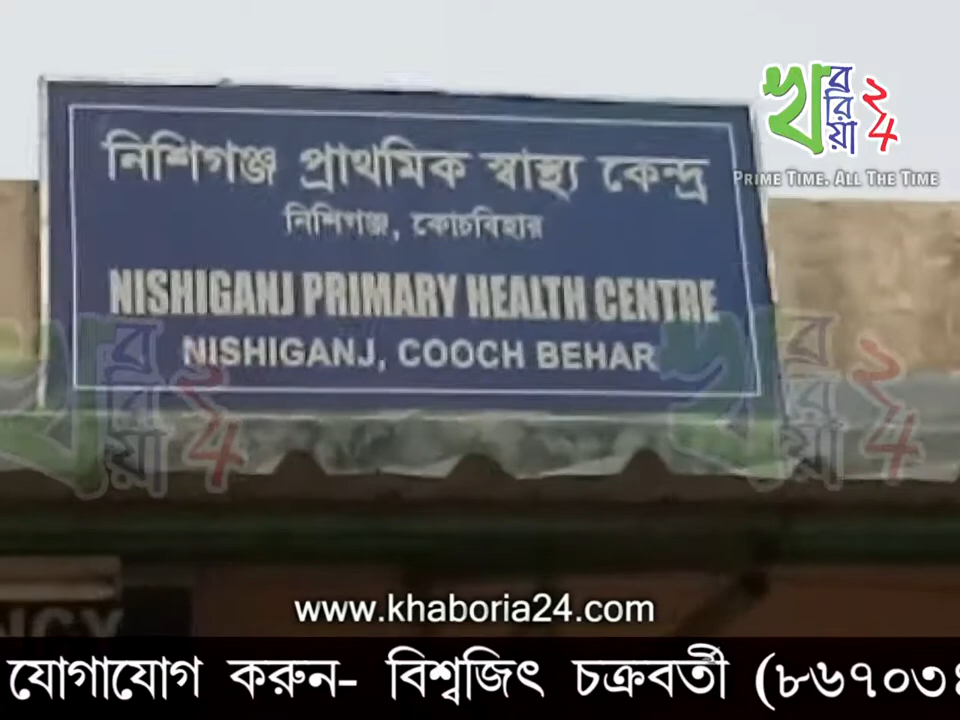 খবরিয়া ২৪
PRIME TIME. ALL THE TIME
নিশিগঞ্জ প্রাথমিক স্বাস্থ্য কেন্দ্র
নিশিগঞ্জ, কোচবিহার
NISHIGANJ PRIMARY HEALTH CENTRE
NISHIGANJ, COOCH BEHAR
www.khaboria24.com
যোগাযোগ করুন- বিশ্বজিৎ চক্রবর্তী (৮৬৭০৩৪